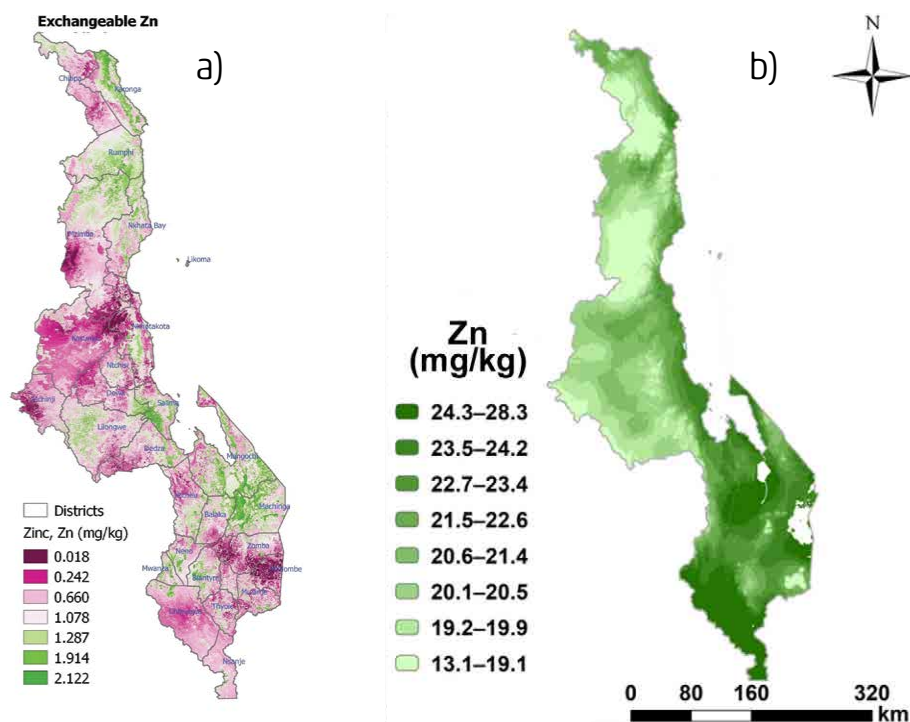 Exchangeable Zn
a)
b)
N
Chitipa
Karonga
Rumphi
Nkhata Bay
Mzimba
Likoma
Nkhotakota
Kasungu
Ntchisi
Dowa
Mchinji
Salima
Lilongwe
Dedza
Mangochi
Ntcheu
Machinga
Balaka
Zomba
Neno
Phalombe
Mwanza
Blantyre
Mulanje
Thyolo
Chikwawa
Nsanje
Districts
Zinc, Zn (mg/kg)
0.018
0.242
0.660
1.078
1.287
1.914
2.122
Zn
(mg/kg)
24.3–28.3
23.5–24.2
22.7–23.4
21.5–22.6
20.6–21.4
20.1–20.5
19.2–19.9
13.1–19.1
0 80 160 320
km